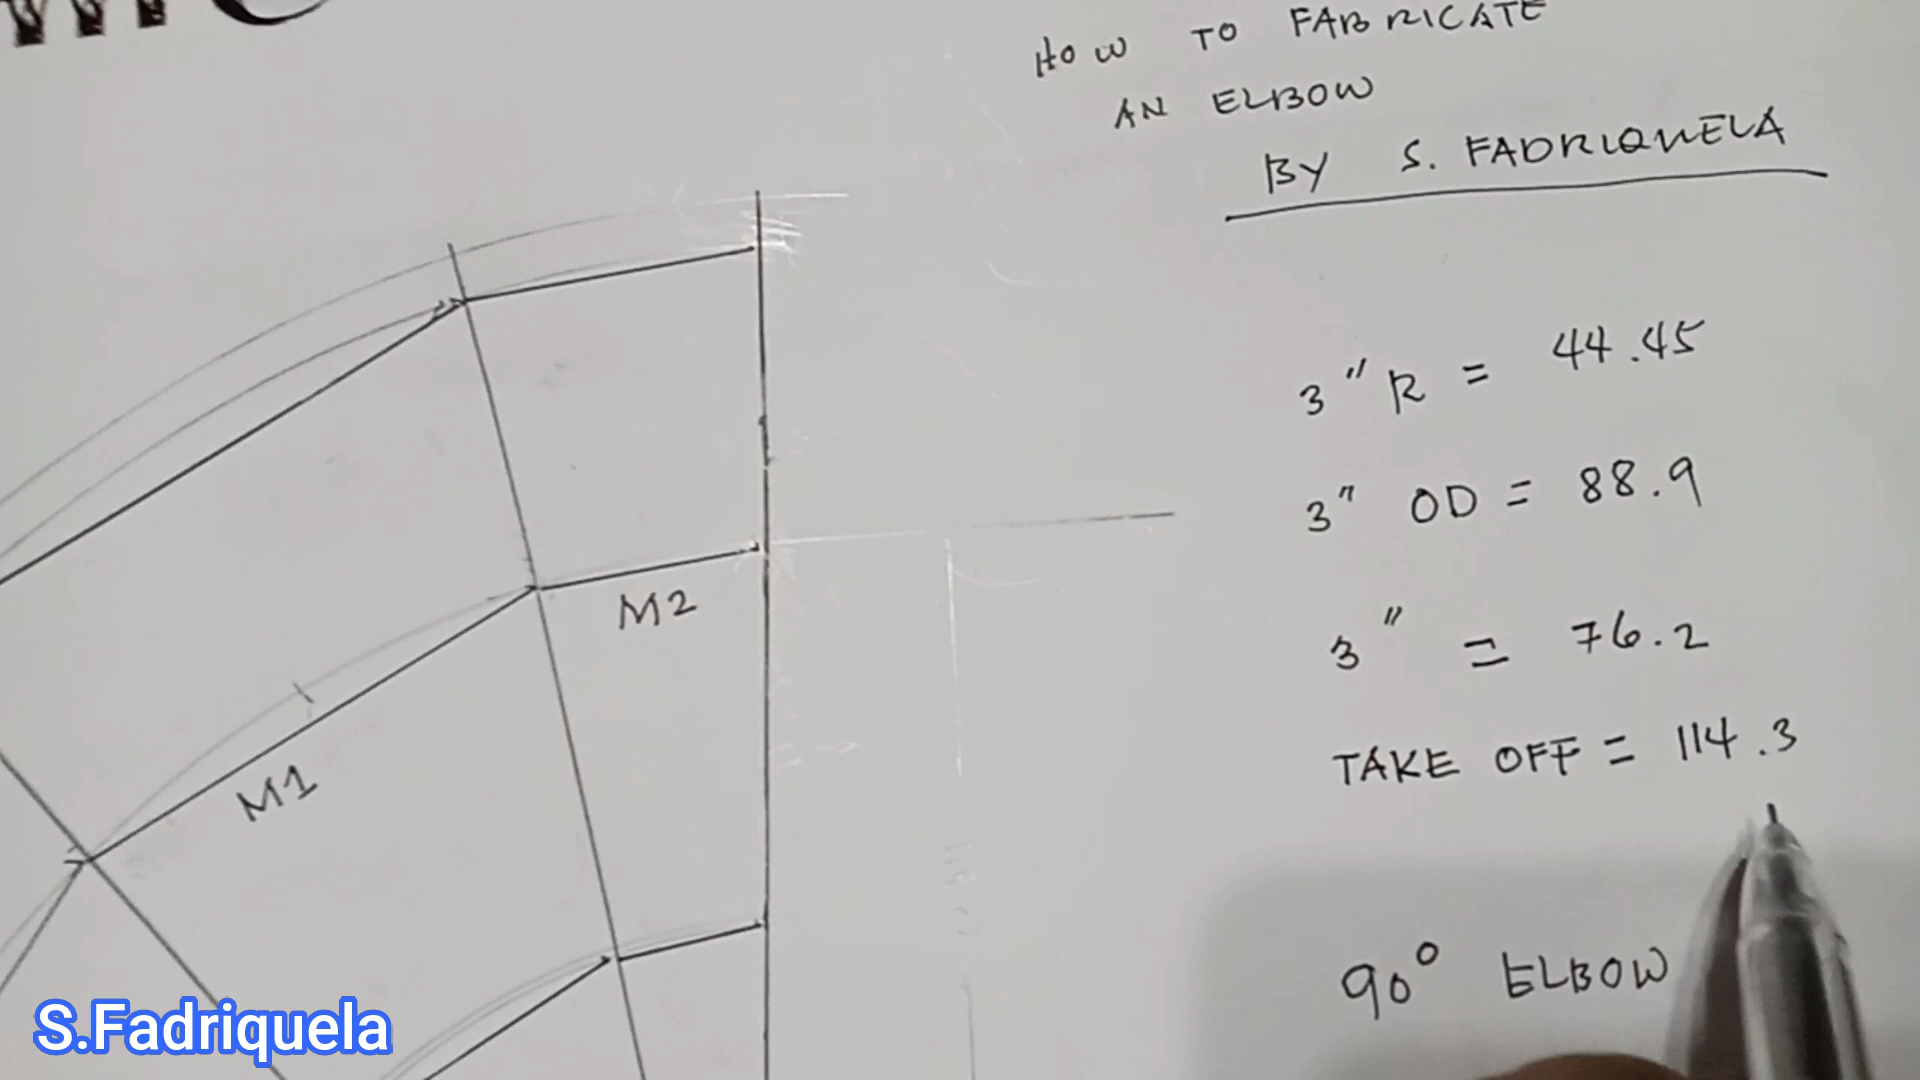 HOW TO FABRICATE
AN ELBOW
BY S. FADRIQUELA
3" R = 44.45
3" OD = 88.9
3" = 76.2
TAKE OFF = 114.3
90° ELBOW
M2
M1
S.Fadriquela